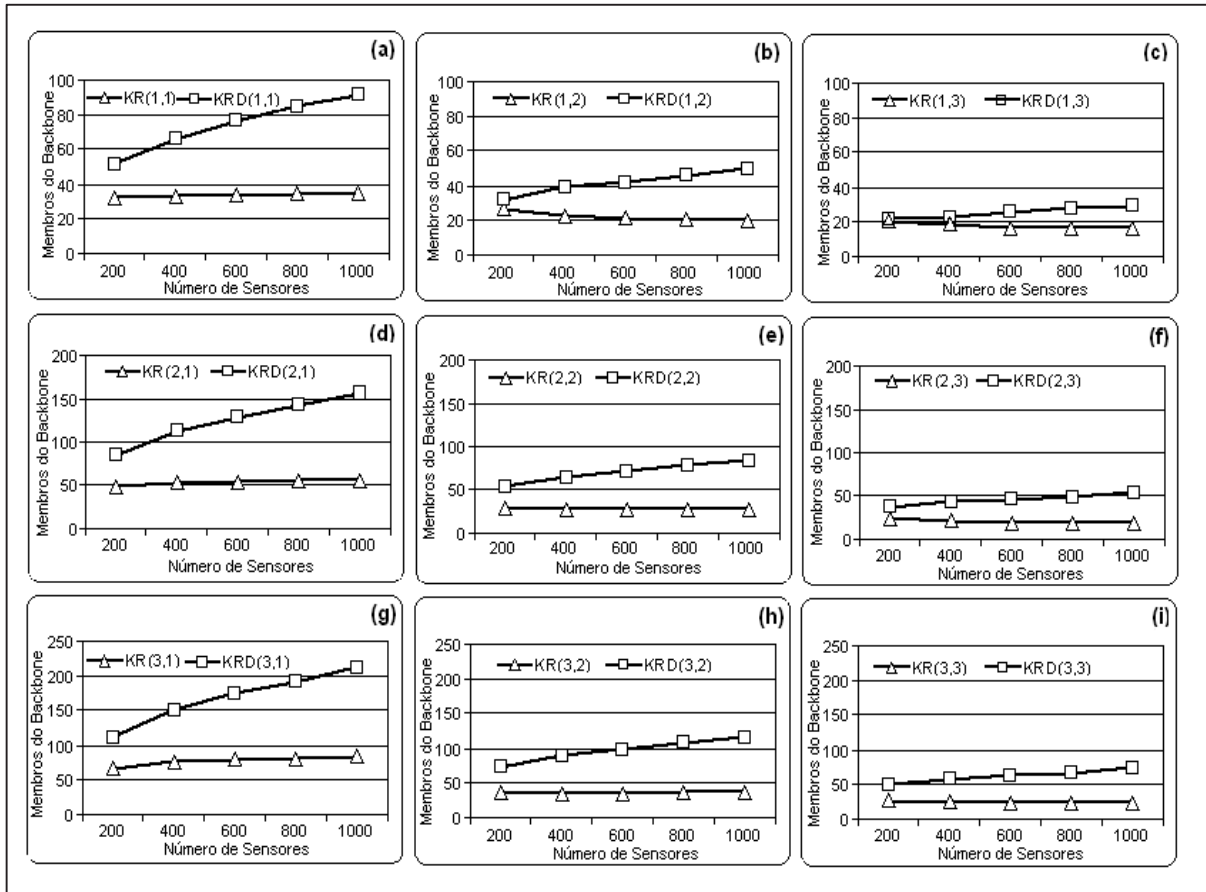 (a)
Membros do Backbone
100
80
60
40
20
0
KR(1,1) KRD(1,1)
200 400 600 800 1000
Número de Sensores
(b)
Membros do Backbone
100
80
60
40
20
0
KR(1,2) KRD(1,2)
200 400 600 800 1000
Número de Sensores
(c)
Membros do Backbone
100
80
60
40
20
0
KR(1,3) KRD(1,3)
200 400 600 800 1000
Número de Sensores
(d)
Membros do Backbone
200
150
100
50
0
KR(2,1) KRD(2,1)
200 400 600 800 1000
Número de Sensores
(e)
Membros do Backbone
200
150
100
50
0
KR(2,2) KRD(2,2)
200 400 600 800 1000
Número de Sensores
(f)
Membros do Backbone
200
150
100
50
0
KR(2,3) KRD(2,3)
200 400 600 800 1000
Número de Sensores
(g)
Membros do Backbone
250
200
150
100
50
0
KR(3,1) KRD(3,1)
200 400 600 800 1000
Número de Sensores
(h)
Membros do Backbone
250
200
150
100
50
0
KR(3,2) KRD(3,2)
200 400 600 800 1000
Número de Sensores
(i)
Membros do Backbone
250
200
150
100
50
0
KR(3,3) KRD(3,3)
200 400 600 800 1000
Número de Sensores